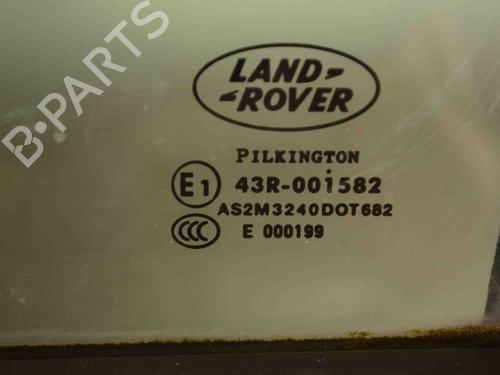 B-PARTS
LAND-
-ROVER
PILKINGTON
E1 43R-001582
AS2M3240DOT682
CCC E 000199